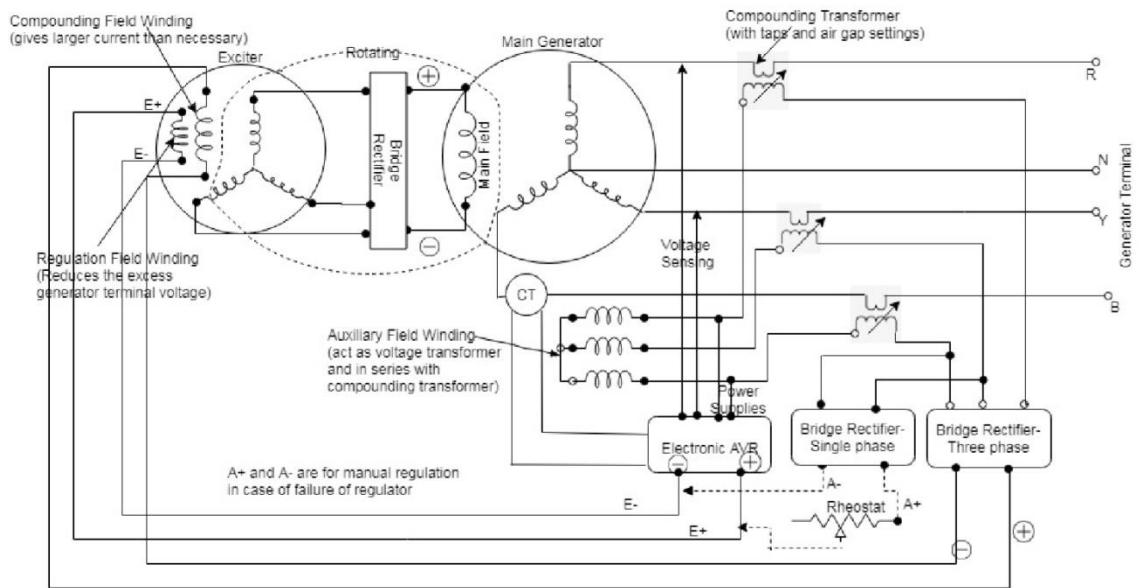 Compounding Field Winding
(gives larger current than necessary)
Exciter
Rotating
Main Generator
Compounding Transformer
(with taps and air gap settings)
R
E+
E-
Bridge
Rectifier
Main Field
N
Y
B
Generator Terminal
Regulation Field Winding
(Reduces the excess
generator terminal voltage)
Voltage
Sensing
CT
Auxiliary Field Winding
(act as voltage transformer
and in series with
compounding transformer)
Power
Supplies
Electronic AVR
Bridge Rectifier-
Single phase
Bridge Rectifier-
Three phase
A+ and A- are for manual regulation
in case of failure of regulator
A-
A+
Rheostat
E-
E+